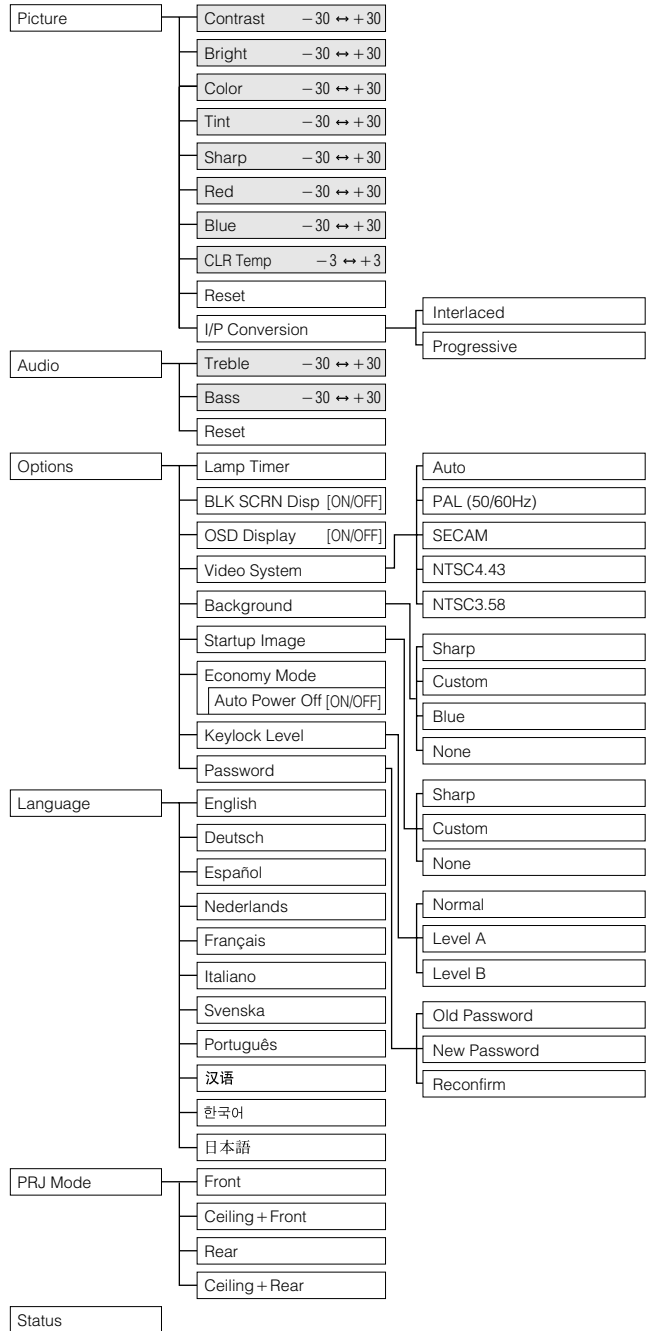 Picture
Contrast −30 ↔ +30
Bright −30 ↔ +30
Color −30 ↔ +30
Tint −30 ↔ +30
Sharp −30 ↔ +30
Red −30 ↔ +30
Blue −30 ↔ +30
CLR Temp −3 ↔ +3
Reset
I/P Conversion
Interlaced
Progressive
Audio
Treble −30 ↔ +30
Bass −30 ↔ +30
Reset
Options
Lamp Timer
BLK SCRN Disp [ON/OFF]
OSD Display [ON/OFF]
Video System
Auto
PAL (50/60Hz)
SECAM
NTSC4.43
NTSC3.58
Background
Sharp
Custom
Blue
None
Startup Image
Sharp
Custom
None
Economy Mode
Auto Power Off [ON/OFF]
Keylock Level
Normal
Level A
Level B
Password
Old Password
New Password
Reconfirm
Language
English
Deutsch
Español
Nederlands
Français
Italiano
Svenska
Português
汉语
한국어
日本語
PRJ Mode
Front
Ceiling+Front
Rear
Ceiling+Rear
Status